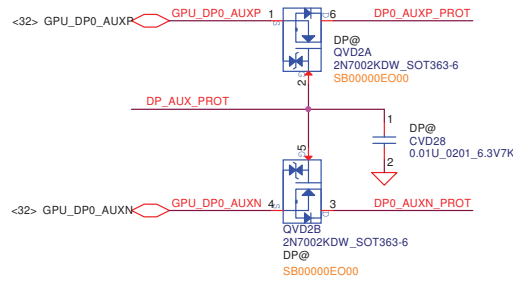 GPU_DP0_AUXP 1 6 DP0_AUXP_PROT
<32> GPU_DP0_AUXP
S D
DP@
QVD2A
2N7002KDW_SOT363-6
SB00000EO00
G
2
DP_AUX_PROT
1
DP@
CVD28
0.01U_0201_6.3V7K
2
5
G
GPU_DP0_AUXN 4 3 DP0_AUXN_PROT
<32> GPU_DP0_AUXN
S D
QVD2B
2N7002KDW_SOT363-6
DP@
SB00000EO00